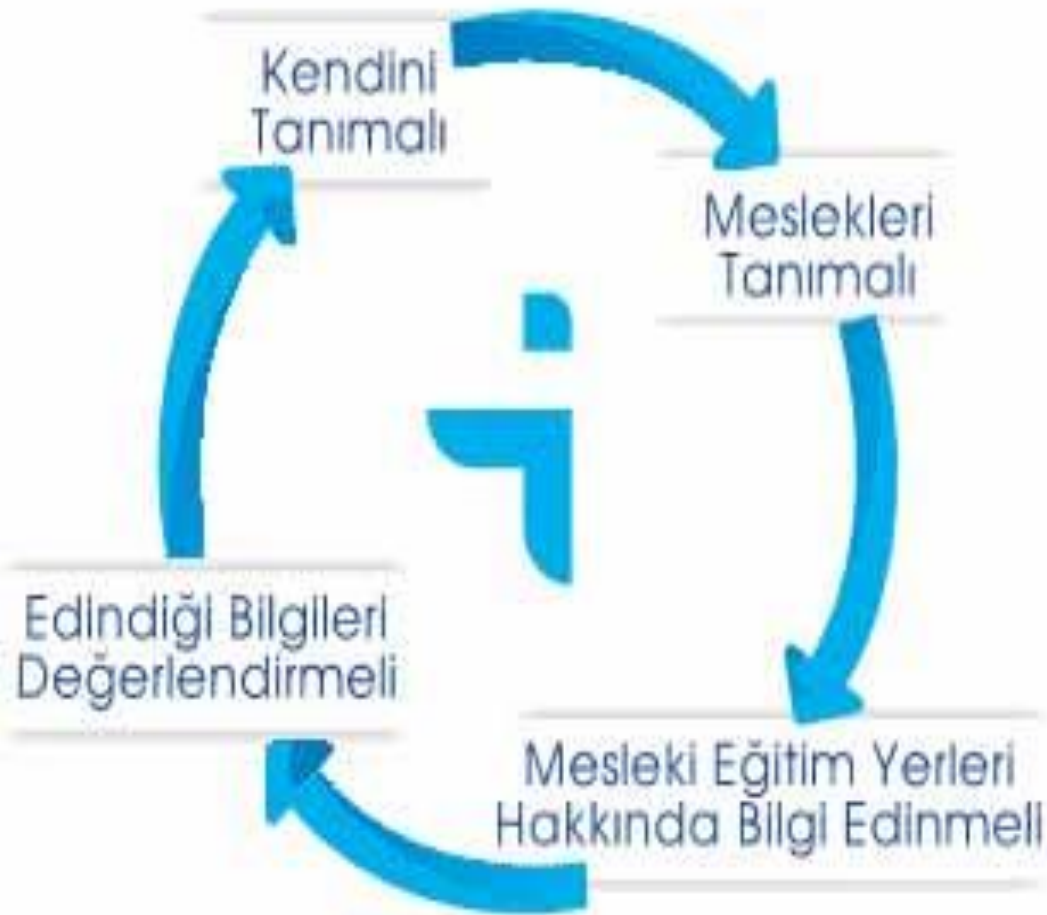 Kendini
Tanımalı
Meslekleri
Tanımalı
Mesleki Eğitim Yerleri
Hakkında Bilgi Edinmeli
Edindiği Bilgileri
Değerlendirmeli